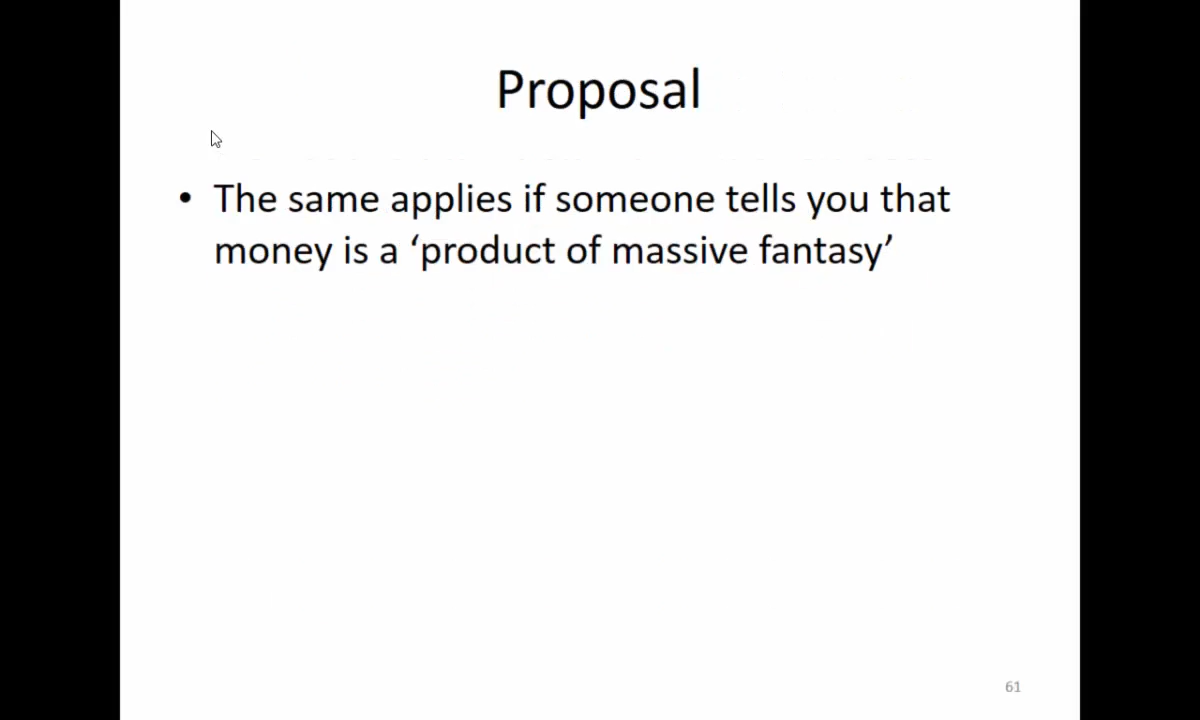 Proposal
• The same applies if someone tells you that
money is a ‘product of massive fantasy’
61